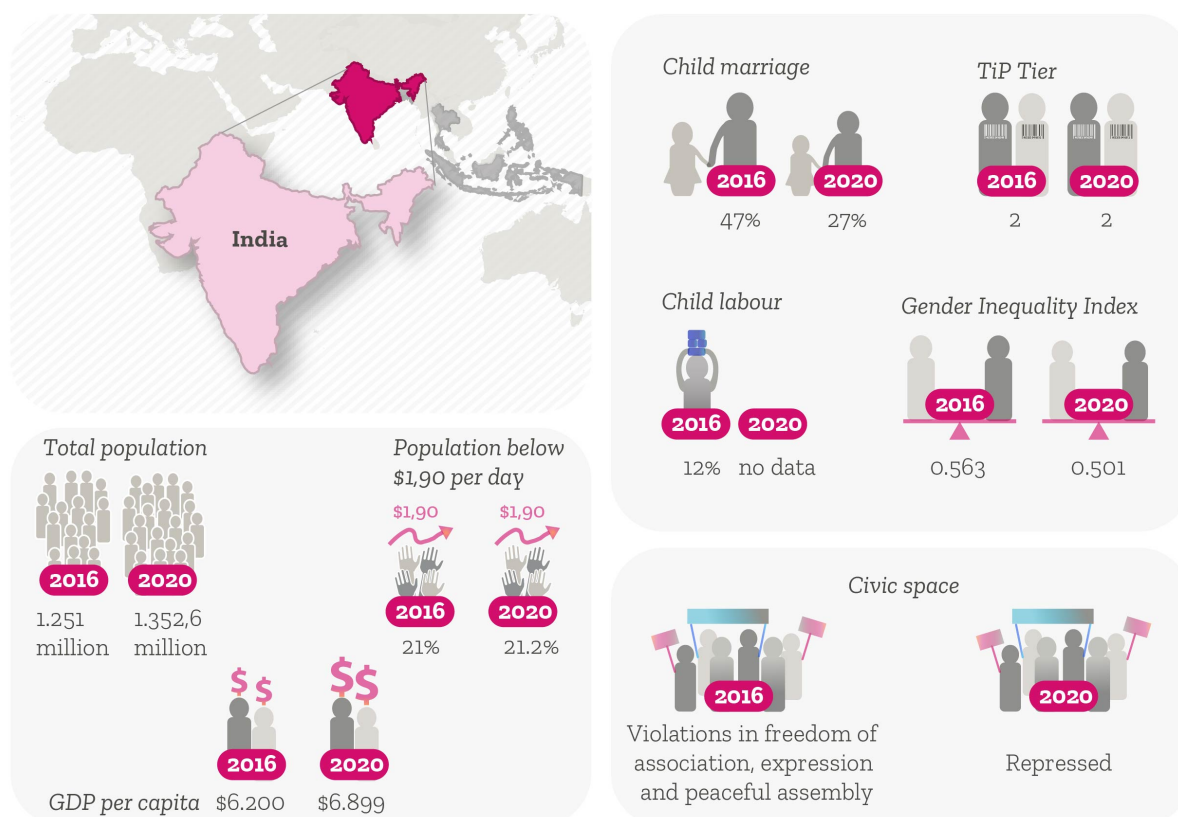 India
Total population
2016
2020
1.251
million
1.352,6
million
Population below
$1,90 per day
$1,90
$1,90
2016
2020
21%
21.2%
$ $
$ $
2016
2020
GDP per capita
$6.200
$6.899
Child marriage
2016
2020
47%
27%
TiP Tier
2016
2020
2
2
Child labour
2016
2020
12%
no data
Gender Inequality Index
2016
2020
0.563
0.501
Civic space
2016
Violations in freedom of
association, expression
and peaceful assembly
2020
Repressed